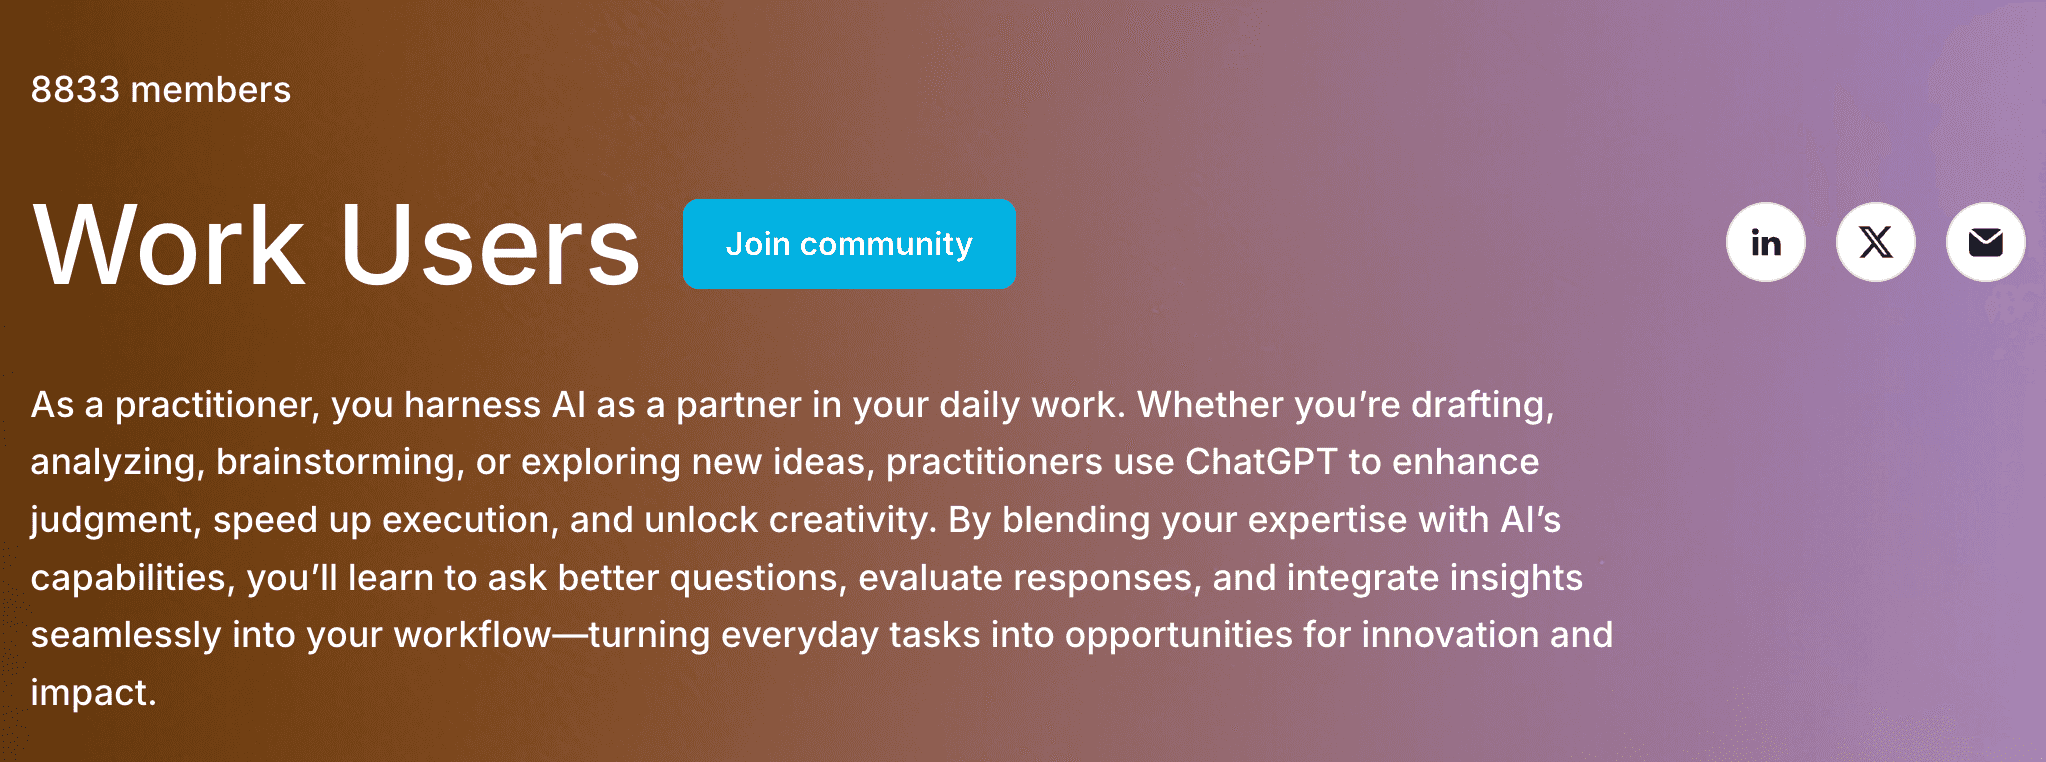 8833 members
Work Users
Join community
in
X
As a practitioner, you harness AI as a partner in your daily work. Whether you’re drafting,
analyzing, brainstorming, or exploring new ideas, practitioners use ChatGPT to enhance
judgment, speed up execution, and unlock creativity. By blending your expertise with AI’s
capabilities, you’ll learn to ask better questions, evaluate responses, and integrate insights
seamlessly into your workflow—turning everyday tasks into opportunities for innovation and
impact.